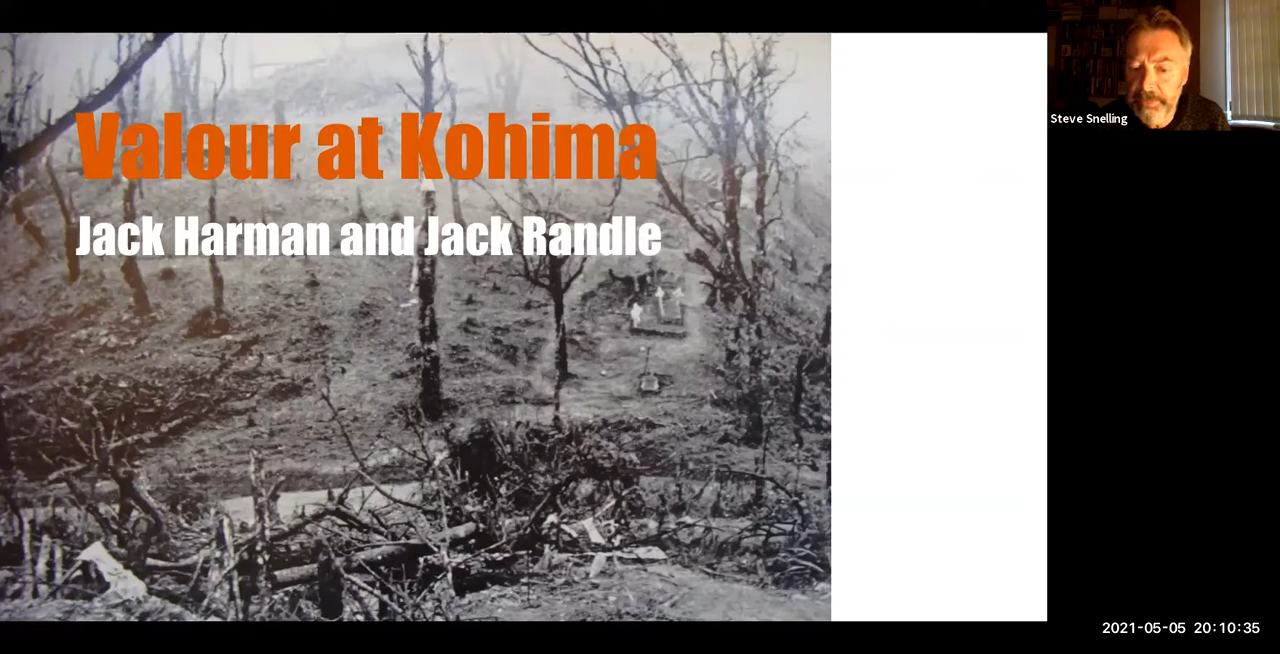 Valour at Kohima
Jack Harman and Jack Randle
Steve Snelling
2021-05-05 20:10:35